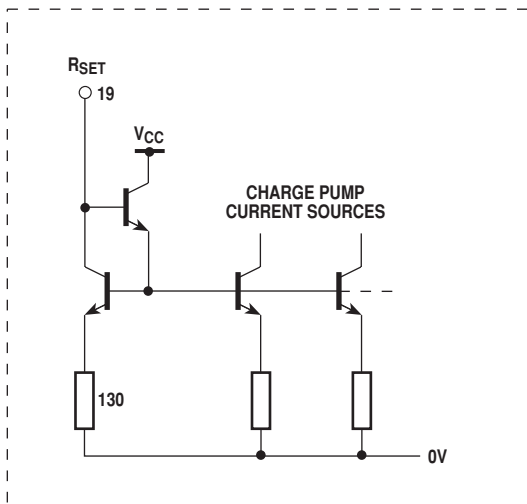 RSET
19
VCC
CHARGE PUMP
CURRENT SOURCES
130
0V